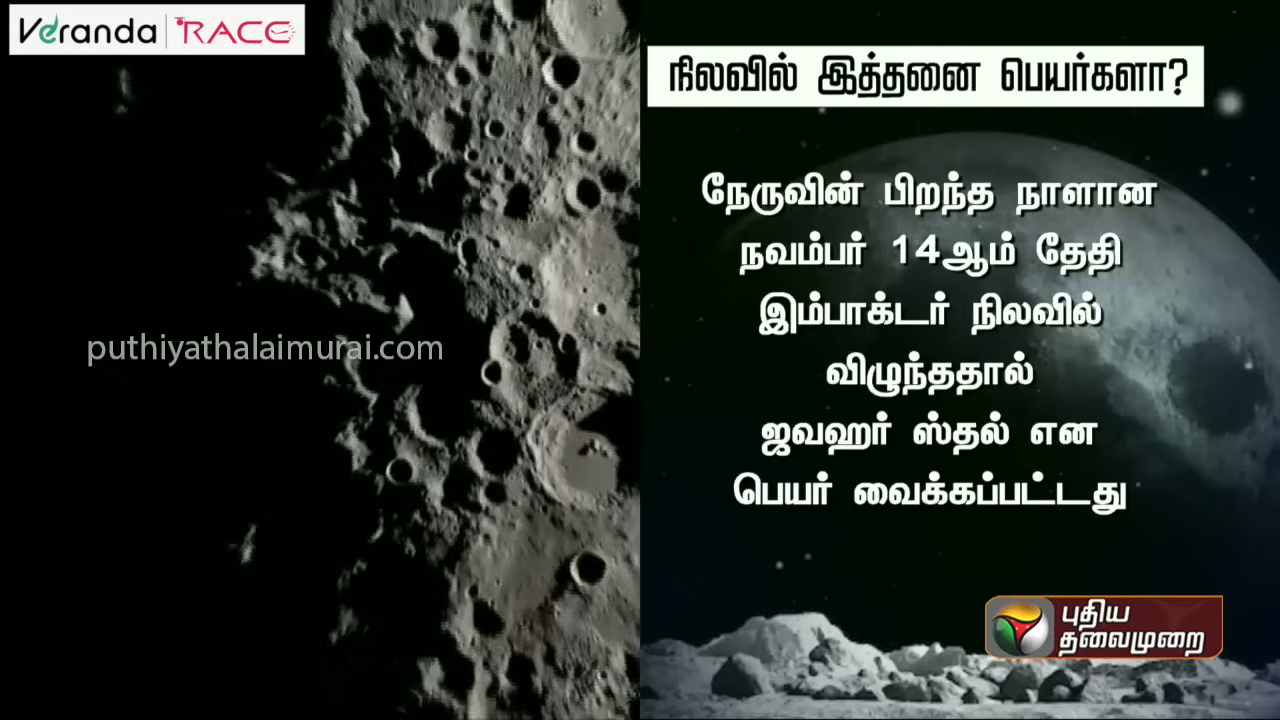 Veranda RACE
நிலவில் இத்தனை பெயர்களா?
நேருவின் பிறந்த நாளான
நவம்பர் 14ஆம் தேதி
இம்பாக்டர் நிலவில்
விழுந்ததால்
ஜவஹர் ஸ்தல் என
பெயர் வைக்கப்பட்டது
puthiyathalaimurai.com
புதிய
தலைமுறை